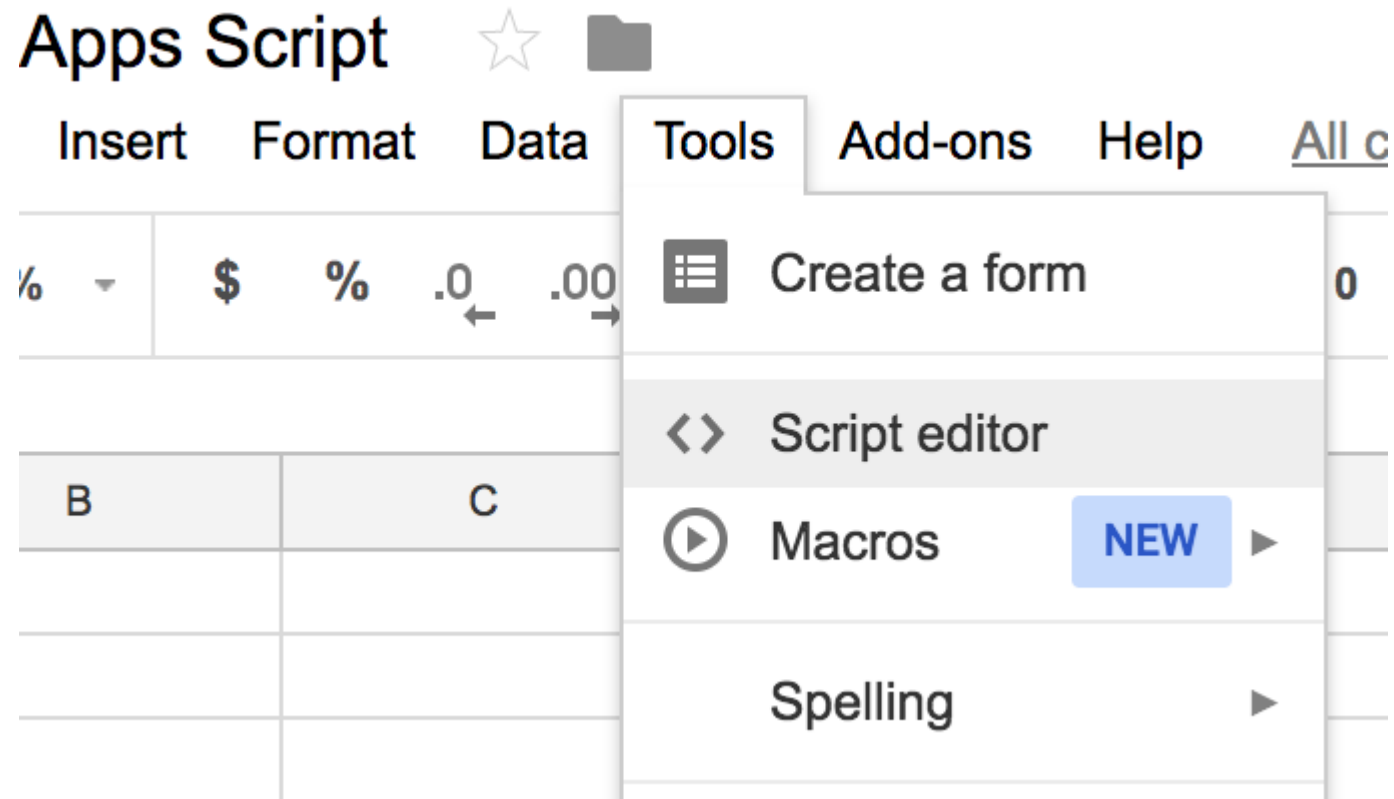 Apps Script
Insert Format Data Tools Add-ons Help All c
% $ % .0 .00 0
Create a form
Script editor
B C
Macros NEW
Spelling